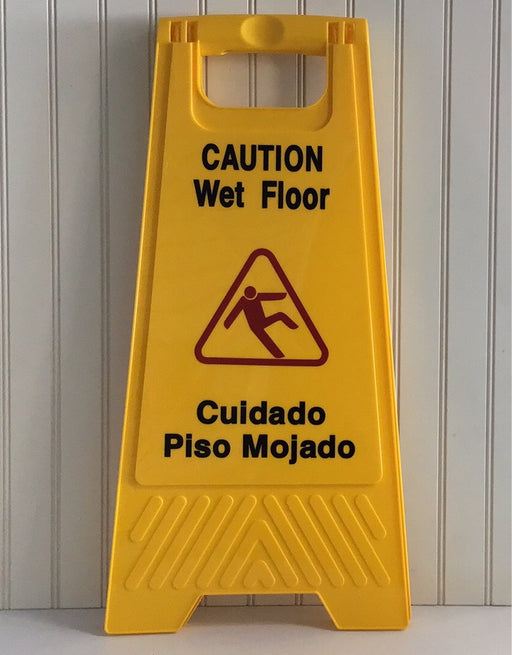 CAUTION
Wet Floor
Cuidado
Piso Mojado